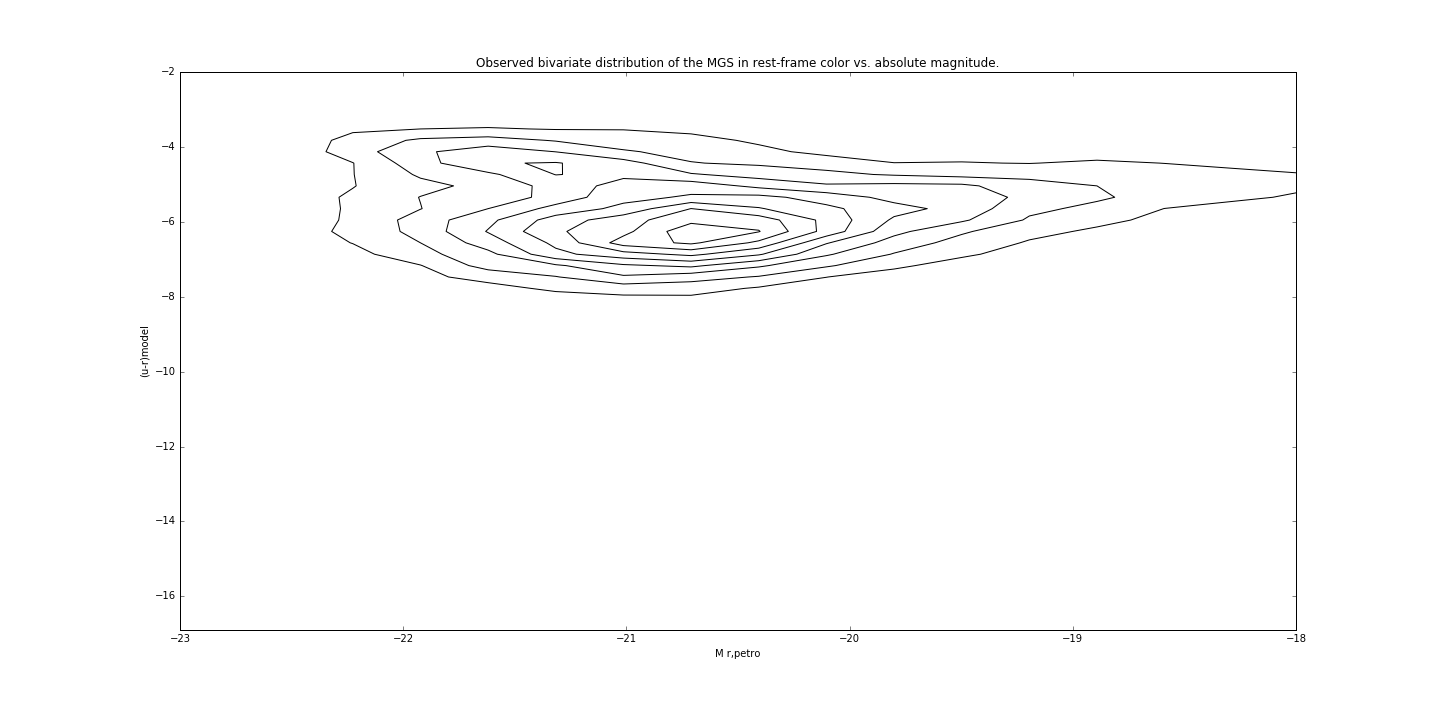 Observed bivariate distribution of the MGS in rest-frame color vs. absolute magnitude.
−2
−4
−6
−8
−10
−12
−14
−16
(u-r)model
−23 −22 −21 −20 −19 −18
M r,petro